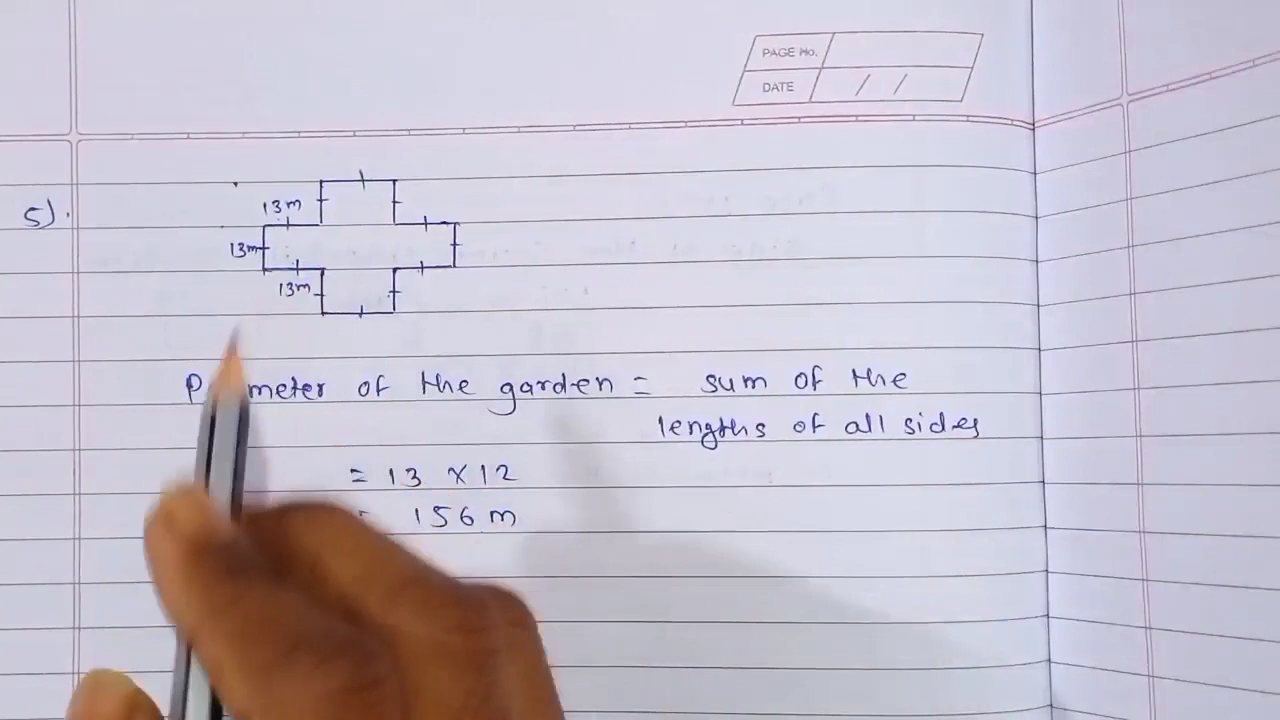 PAGE No.
DATE / /
5).
13m
13m
13m
of the garden = sum of the
lengths of all sides
= 13 × 12
= 156 m